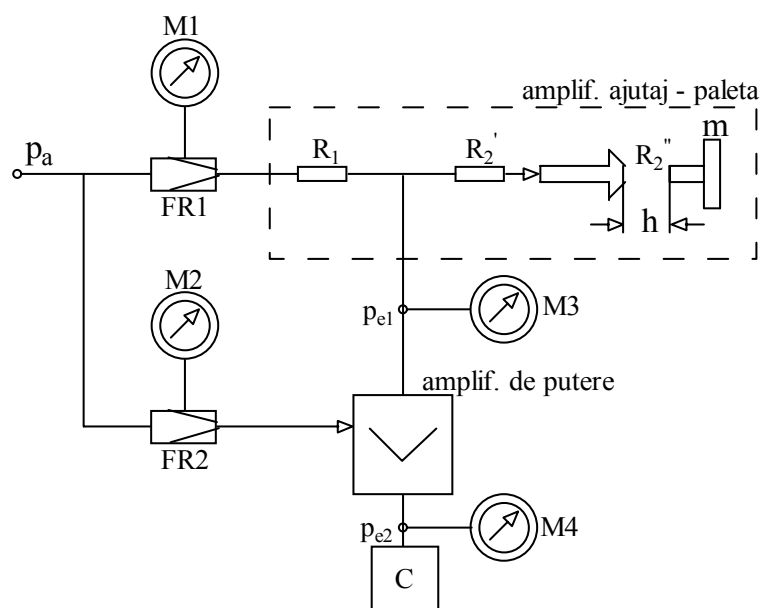 M1
amplif. ajutaj - paleta
pa
R1
R2'
R2"
m
FR1
h
M2
pe1
M3
amplif. de putere
FR2
pe2
M4
C